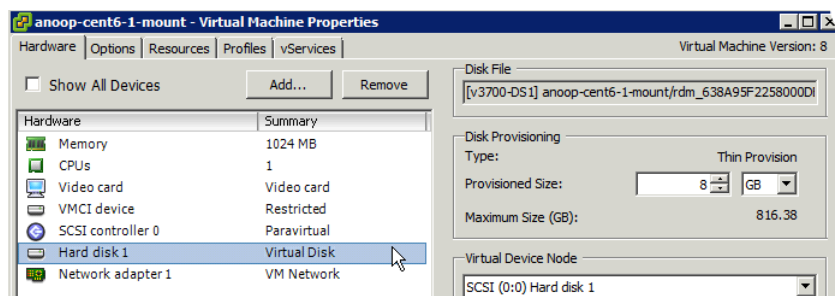 anoop-cent6-1-mount - Virtual Machine Properties
Hardware Options Resources Profiles vServices Virtual Machine Version: 8
Show All Devices Add... Remove
Hardware Summary
Memory 1024 MB
CPUs 1
Video card Video card
VMCI device Restricted
SCSI controller 0 Paravirtual
Hard disk 1 Virtual Disk
Network adapter 1 VM Network
Disk File
[v3700-DS1] anoop-cent6-1-mount/rdm_638A95F2258000D
Disk Provisioning
Type: Thin Provision
Provisioned Size: 8 GB
Maximum Size (GB): 816.38
Virtual Device Node
SCSI (0:0) Hard disk 1